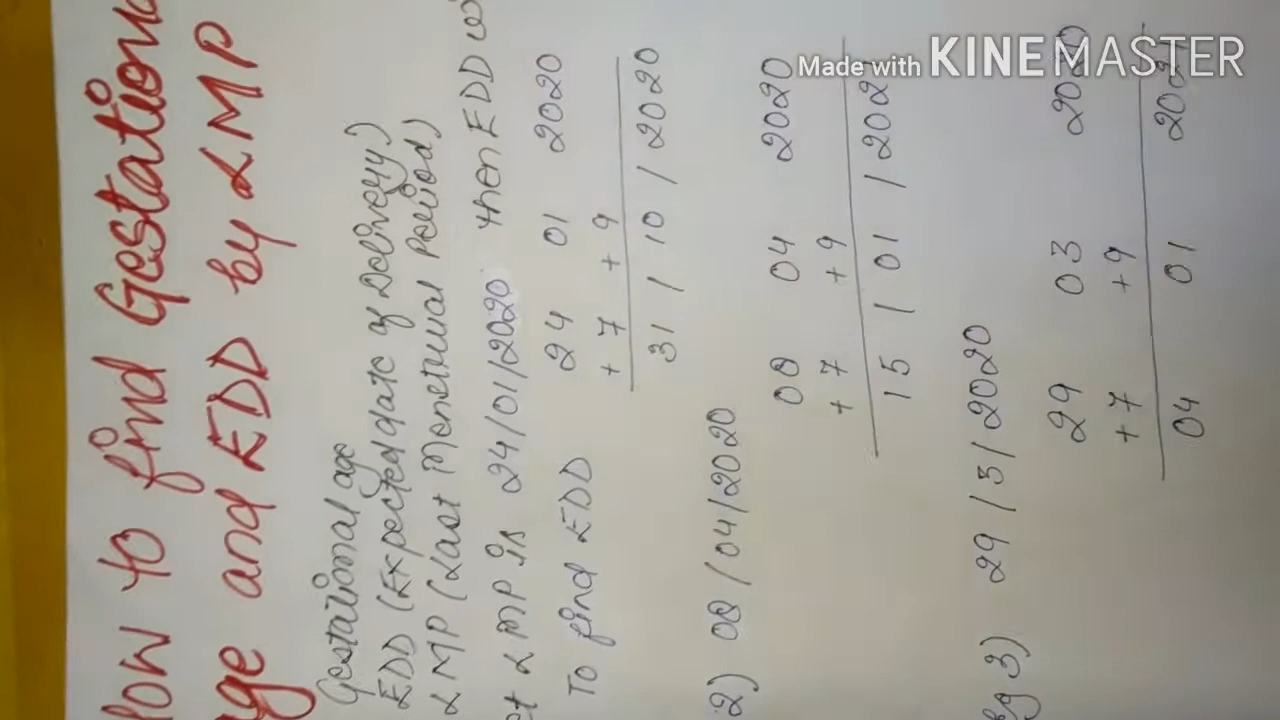 How to find Gestational
age and EDD by LMP
Gestational age
EDD (Expected date of Delivery)
LMP (Last Menstrual Period)
LMP is 24/01/2020 then EDD
To find EDD
24 01 2020
+ 7 + 9
31 / 10 / 2020
2) 08/04/2020
08 04 2020
+ 7 + 9
15 / 01 / 202
3) 29/3/2020
29 03 2020
+7 +9
04 01 2021
Made with KINEMASTER